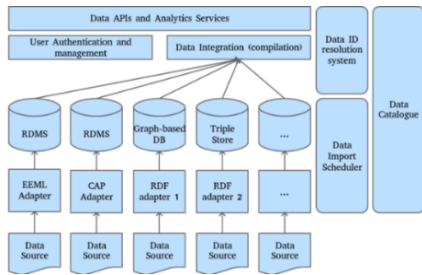 Data APIs and Analytics Services
User Authentication and
management
Data Integration (compilation)
Data ID
resolution
system
Data
Catalogue
RDMS
RDMS
Graph-based
DB
Triple
Store
...
Data
Import
Scheduler
EEML
Adapter
CAP
Adapter
RDF
adapter 1
RDF
adapter 2
...
Data
Source
Data
Source
Data
Source
Data
Source
Data
Source